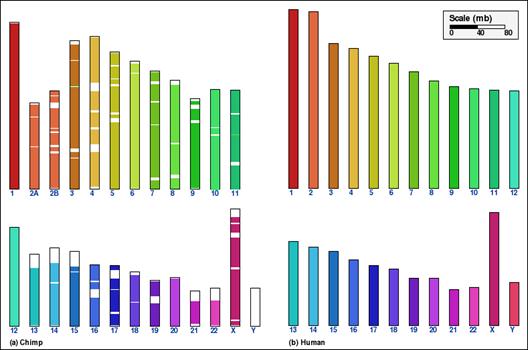 Scale (mb)
0 40 80
1 2A 2B 3 4 5 6 7 8 9 10 11
1 2 3 4 5 6 7 8 9 10 11 12
12 13 14 15 16 17 18 19 20 21 22 X Y
13 14 15 16 17 18 19 20 21 22 X Y
(a) Chimp
(b) Human